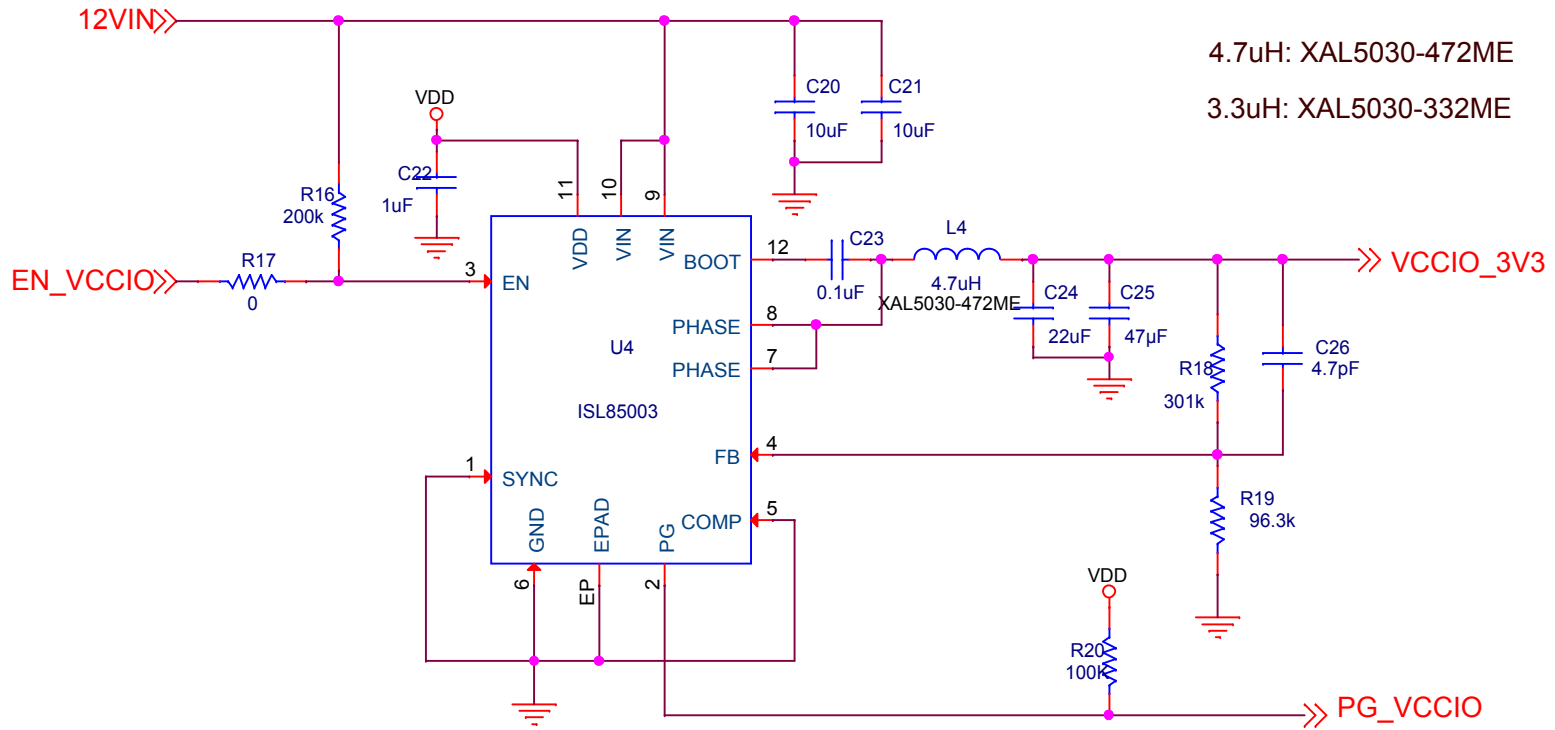 12VIN
4.7uH: XAL5030-472ME
3.3uH: XAL5030-332ME
VDD
C20
10uF
C21
10uF
C22
1uF
R16
200k
11
10
9
VDD
VIN
VIN
R17
0
EN_VCCIO
3
EN
BOOT
12
C23
0.1uF
L4
4.7uH
XAL5030-472ME
VCCIO_3V3
PHASE
8
PHASE
7
U4
ISL85003
C24
22uF
C25
47µF
R18
301k
C26
4.7pF
FB
4
1
SYNC
COMP
5
GND
EPAD
PG
6
EP
2
R19
96.3k
VDD
R20
100K
PG_VCCIO